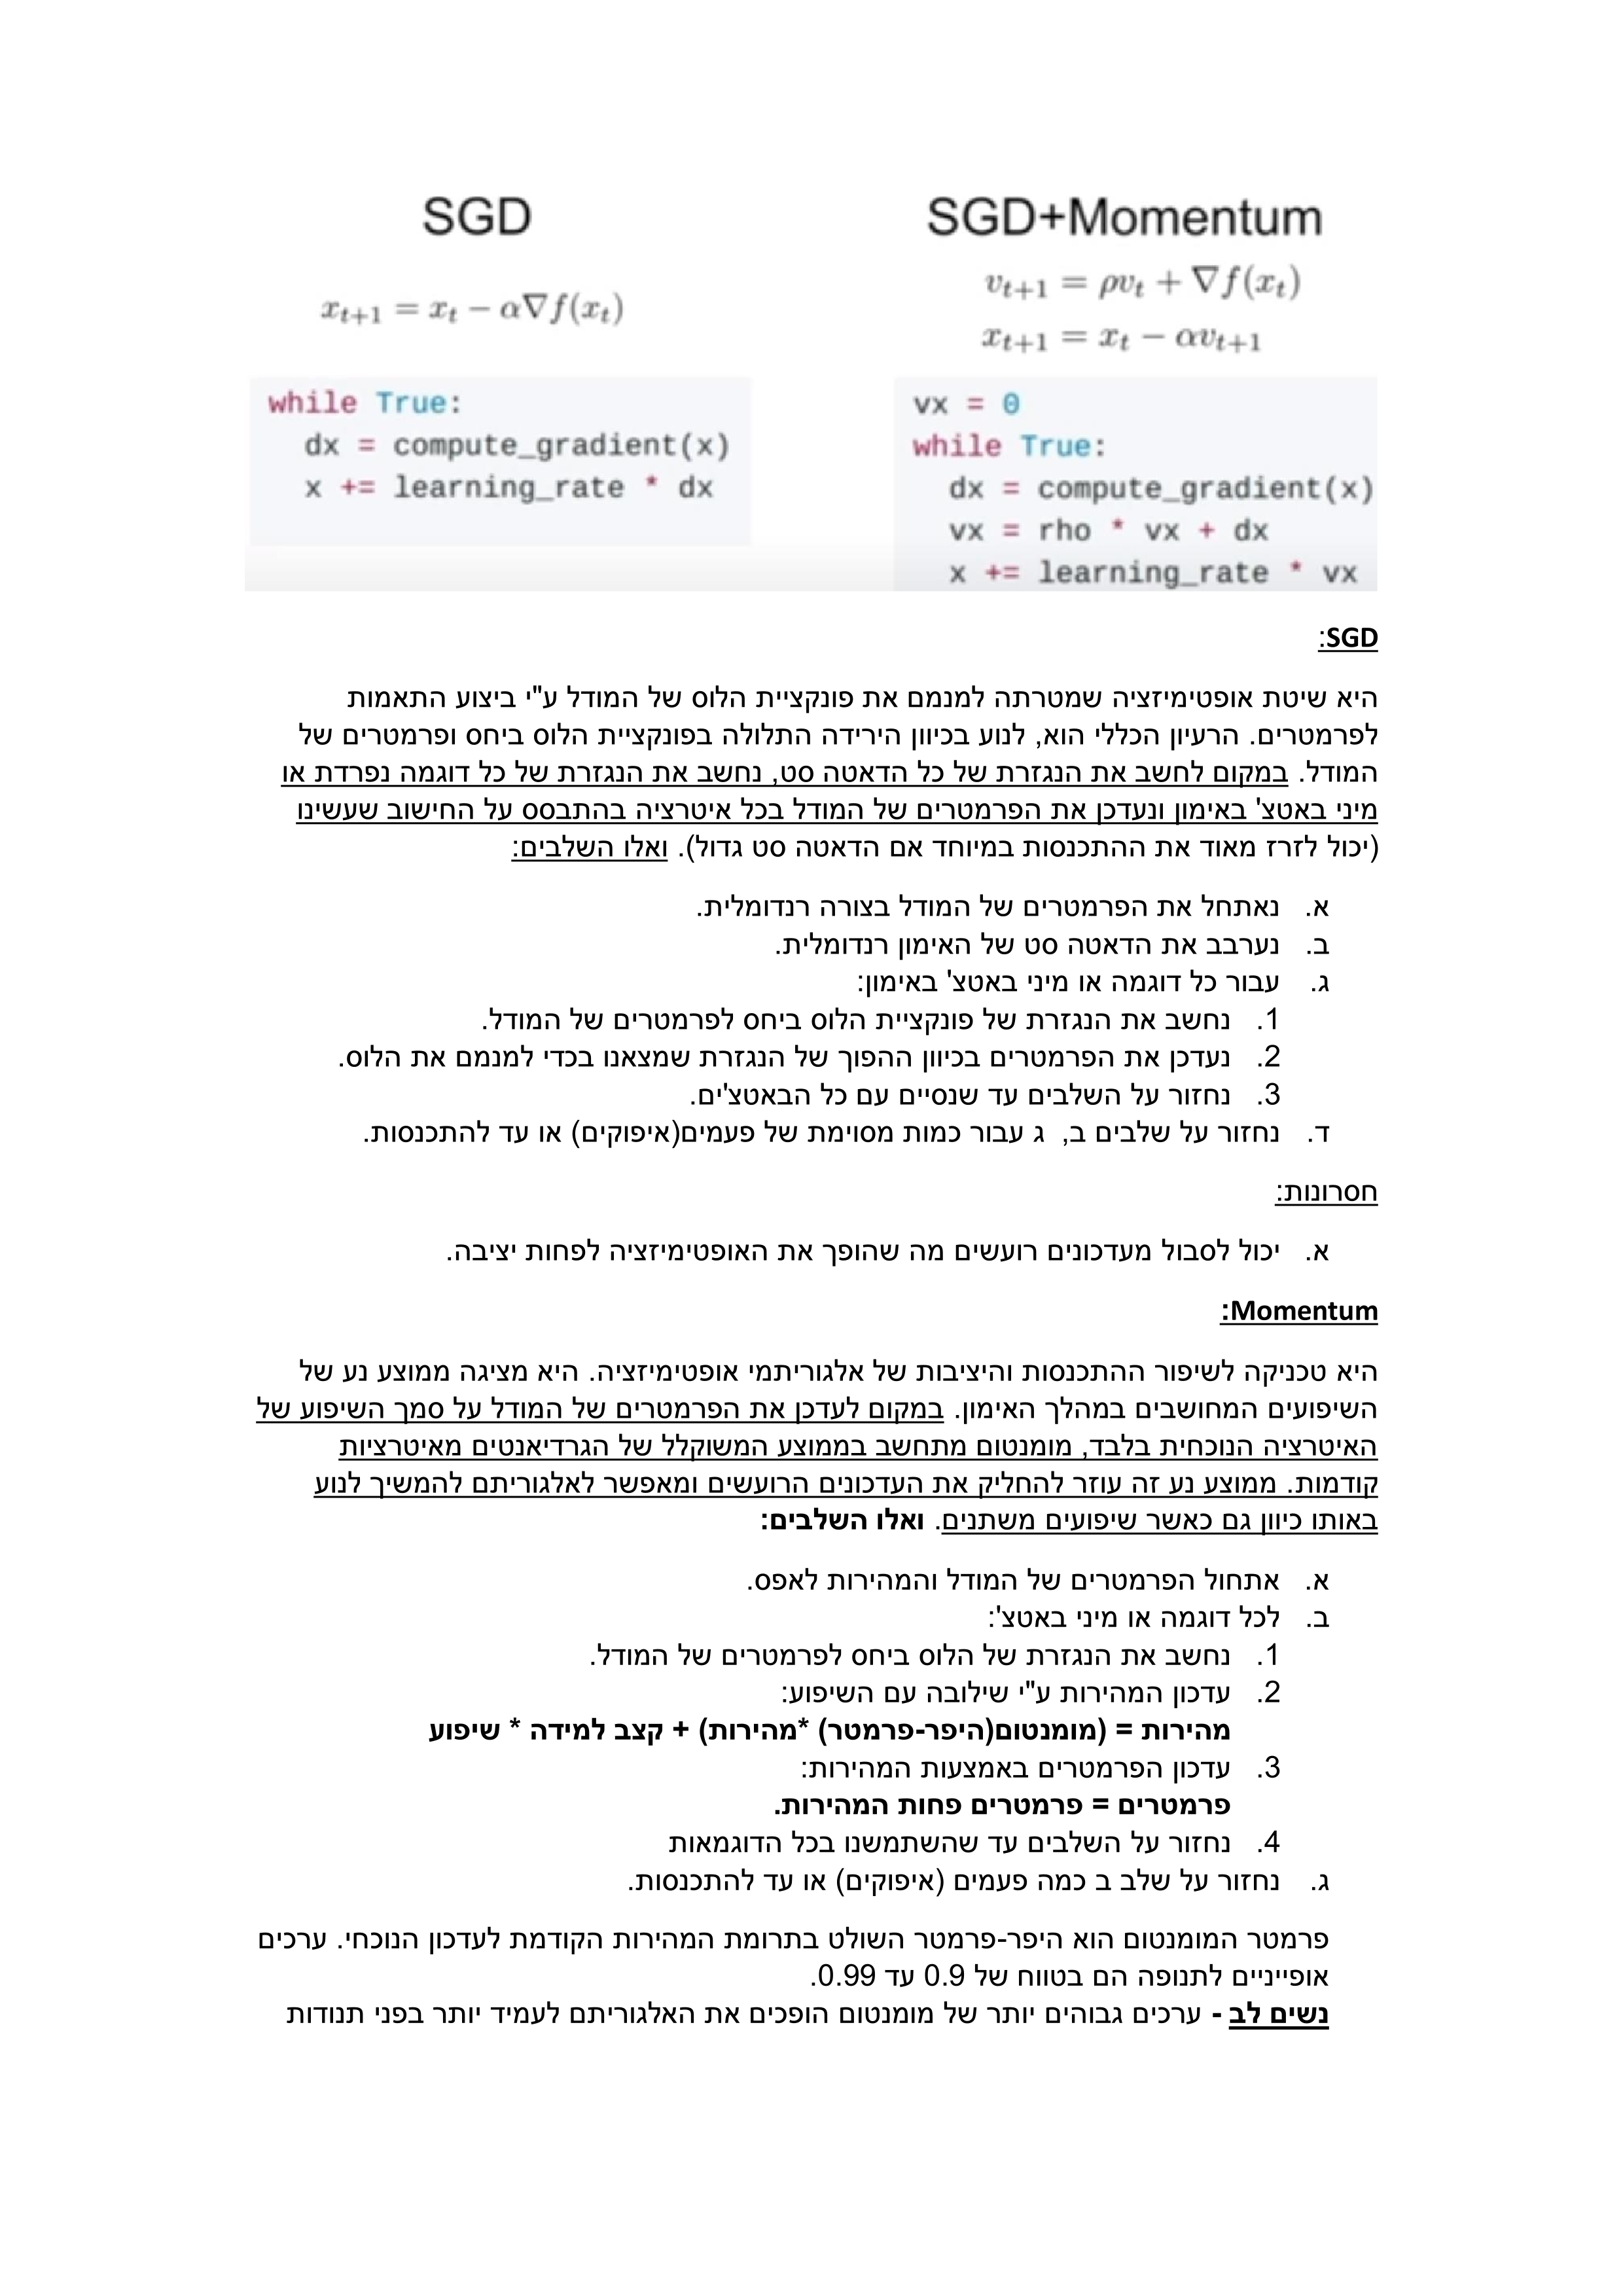 SGD
x_{t+1} = x_t − α∇f(x_t)
while True:
dx = compute_gradient(x)
x += learning_rate * dx
SGD+Momentum
v_{t+1} = ρv_t + ∇f(x_t)
x_{t+1} = x_t − αv_{t+1}
vx = 0
while True:
dx = compute_gradient(x)
vx = rho * vx + dx
x += learning_rate * vx
SGD:
היא שיטת אופטימיזציה שמטרתה למנמם את פונקציית הלוס של המודל ע"י ביצוע התאמות
לפרמטרים. הרעיון הכללי הוא, לנוע בכיוון הירידה התלולה בפונקציית הלוס ביחס ופרמטרים של
המודל. במקום לחשב את הנגזרת של כל הדאטה סט, נחשב את הנגזרת של כל דוגמה נפרדת או
מיני באטצ' באימון ונעדכן את הפרמטרים של המודל בכל איטרציה בהתבסס על החישוב שעשינו
(יכול לזרז מאוד את ההתכנסות במיוחד אם הדאטה סט גדול). ואלו השלבים:
א. נאתחל את הפרמטרים של המודל בצורה רנדומלית.
ב. נערבב את הדאטה סט של האימון רנדומלית.
ג. עבור כל דוגמה או מיני באטצ' באימון:
1. נחשב את הנגזרת של פונקציית הלוס ביחס לפרמטרים של המודל.
2. נעדכן את הפרמטרים בכיוון ההפוך של הנגזרת שמצאנו בכדי למנמם את הלוס.
3. נחזור על השלבים עד שנסיים עם כל הבאטצ'ים.
ד. נחזור על שלבים ב, ג עבור כמות מסוימת של פעמים(איפוקים) או עד להתכנסות.
חסרונות:
א. יכול לסבול מעדכונים רועשים מה שהופך את האופטימיזציה לפחות יציבה.
Momentum:
היא טכניקה לשיפור ההתכנסות והיציבות של אלגוריתמי אופטימיזציה. היא מציגה ממוצע נע של
השיפועים המחושבים במהלך האימון. במקום לעדכן את הפרמטרים של המודל על סמך השיפוע של
האיטרציה הנוכחית בלבד, מומנטום מתחשב בממוצע המשוקלל של הגרדיאנטים מאיטרציות
קודמות. ממוצע נע זה עוזר להחליק את העדכונים הרועשים ומאפשר לאלגוריתם להמשיך לנוע
באותו כיוון גם כאשר שיפועים משתנים. ואלו השלבים:
א. אתחול הפרמטרים של המודל והמהירות לאפס.
ב. לכל דוגמה או מיני באטצ':
1. נחשב את הנגזרת של הלוס ביחס לפרמטרים של המודל.
2. עדכון המהירות ע"י שילובה עם השיפוע:
מהירות = (מומנטום(היפר-פרמטר) *מהירות) + קצב למידה * שיפוע
3. עדכון הפרמטרים באמצעות המהירות:
פרמטרים = פרמטרים פחות המהירות.
4. נחזור על השלבים עד שהשתמשנו בכל הדוגמאות
ג. נחזור על שלב ב כמה פעמים (איפוקים) או עד להתכנסות.
פרמטר המומנטום הוא היפר-פרמטר השולט בתרומת המהירות הקודמת לעדכון הנוכחי. ערכים
אופייניים לתנופה הם בטווח של 0.9 עד 0.99.
נשים לב - ערכים גבוהים יותר של מומנטום הופכים את האלגוריתם לעמיד יותר בפני תנודות